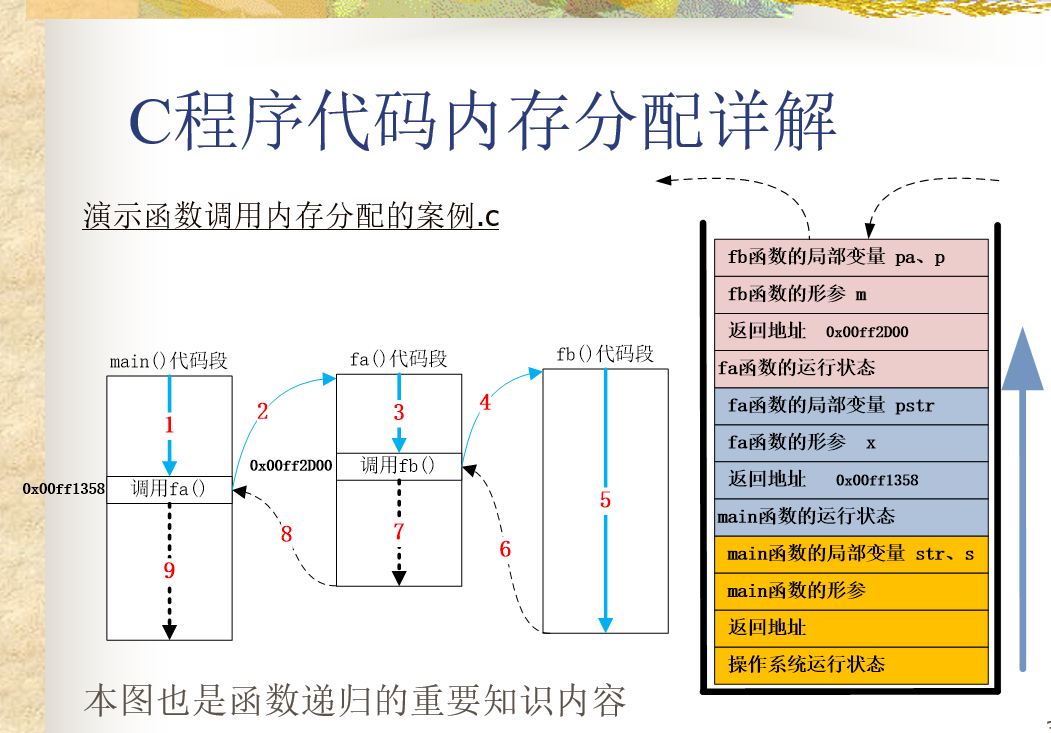 C程序代码内存分配详解
演示函数调用内存分配的案例.c
main()代码段
1
调用fa()
0x00ff1358
9
2
8
fa()代码段
3
0x00ff2D00
调用fb()
7
4
6
fb()代码段
5
fb函数的局部变量 pa、p
fb函数的形参 m
返回地址 0x00ff2D00
fa函数的运行状态
fa函数的局部变量 pstr
fa函数的形参 x
返回地址 0x00ff1358
main函数的运行状态
main函数的局部变量 str、s
main函数的形参
返回地址
操作系统运行状态
本图也是函数递归的重要知识内容